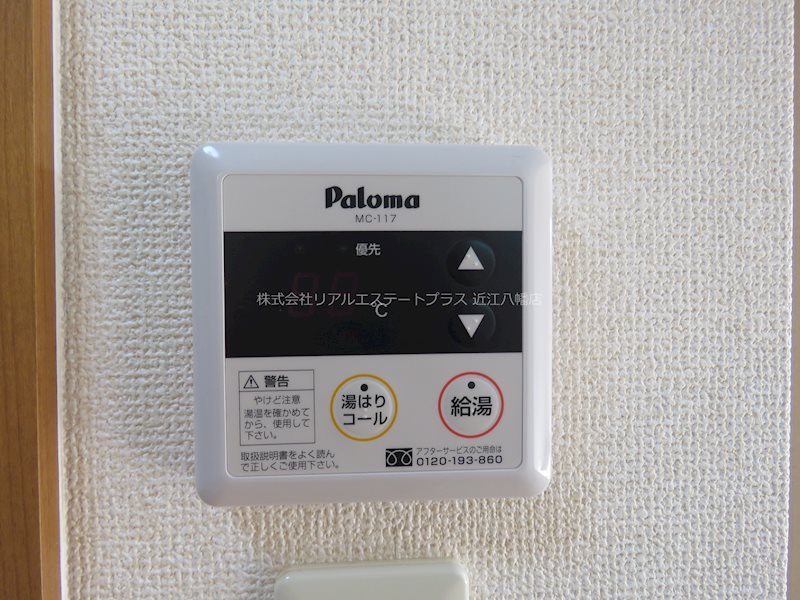 Paloma
MC-117
優先
株式会社リアルエステートプラス 近江八幡店
℃
警告
やけど注意
湯温を確かめて
から、使用して
下さい。
湯はり
コール
給湯
取扱説明書をよく読ん
で正しくご使用下さい。
アフターサービスのご用命は
0120-193-860